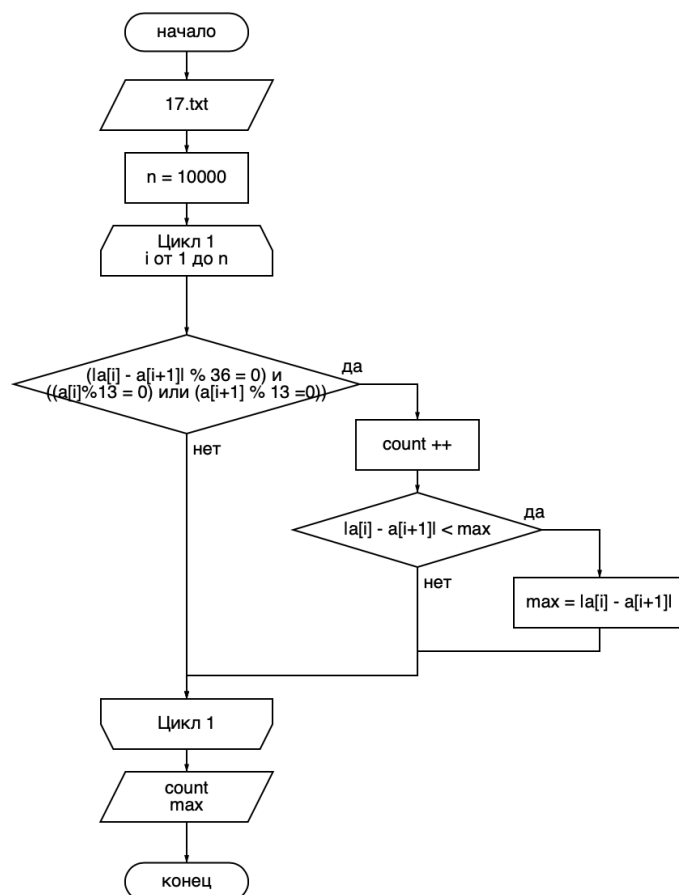 начало
17.txt
n = 10000
Цикл 1
i от 1 до n
(|a[i] - a[i+1]| % 36 = 0) и
((a[i]%13 = 0) или (a[i+1] % 13 =0))
да
нет
count ++
|a[i] - a[i+1]| < max
да
нет
max = |a[i] - a[i+1]|
Цикл 1
count
max
конец